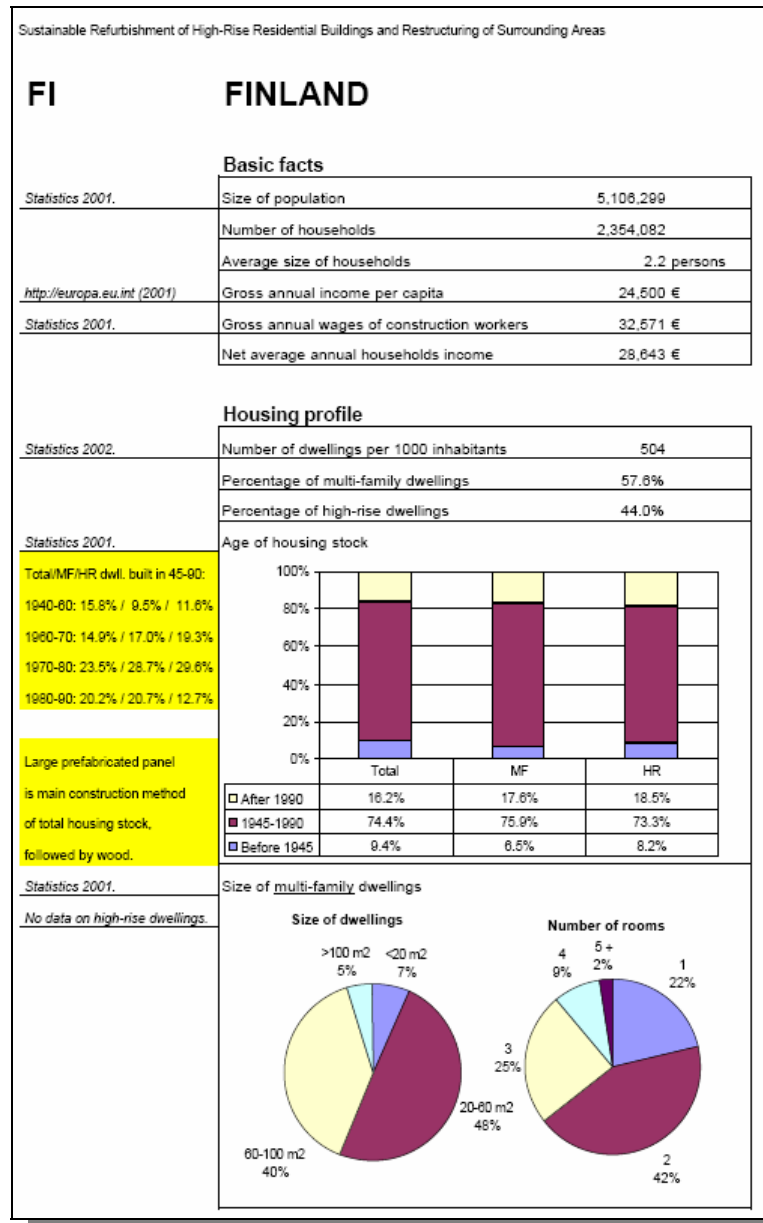 Sustainable Refurbishment of High-Rise Residential Buildings and Restructuring of Surrounding Areas
FI FINLAND
Basic facts
Statistics 2001. Size of population 5,106,299
Number of households 2,354,082
Average size of households 2.2 persons
http://europa.eu.int (2001) Gross annual income per capita 24,500 €
Statistics 2001. Gross annual wages of construction workers 32,571 €
Net average annual households income 28,643 €
Housing profile
Statistics 2002. Number of dwellings per 1000 inhabitants 504
Percentage of multi-family dwellings 57.6%
Percentage of high-rise dwellings 44.0%
Statistics 2001. Age of housing stock
Total/MF/HR dwll. built in 45-90:
1940-60: 15.8% / 9.5% / 11.6%
1960-70: 14.9% / 17.0% / 19.3%
1970-80: 23.5% / 28.7% / 29.6%
1980-90: 20.2% / 20.7% / 12.7%
Large prefabricated panel
is main construction method
of total housing stock,
followed by wood.
100%
80%
60%
40%
20%
0%
Total MF HR
After 1990 16.2% 17.6% 18.5%
1945-1990 74.4% 75.9% 73.3%
Before 1945 9.4% 6.5% 8.2%
Statistics 2001. Size of multi-family dwellings
No data on high-rise dwellings.
Size of dwellings
>100 m2
5%
<20 m2
7%
20-60 m2
48%
60-100 m2
40%
Number of rooms
5 +
2%
4
9%
1
22%
3
25%
2
42%